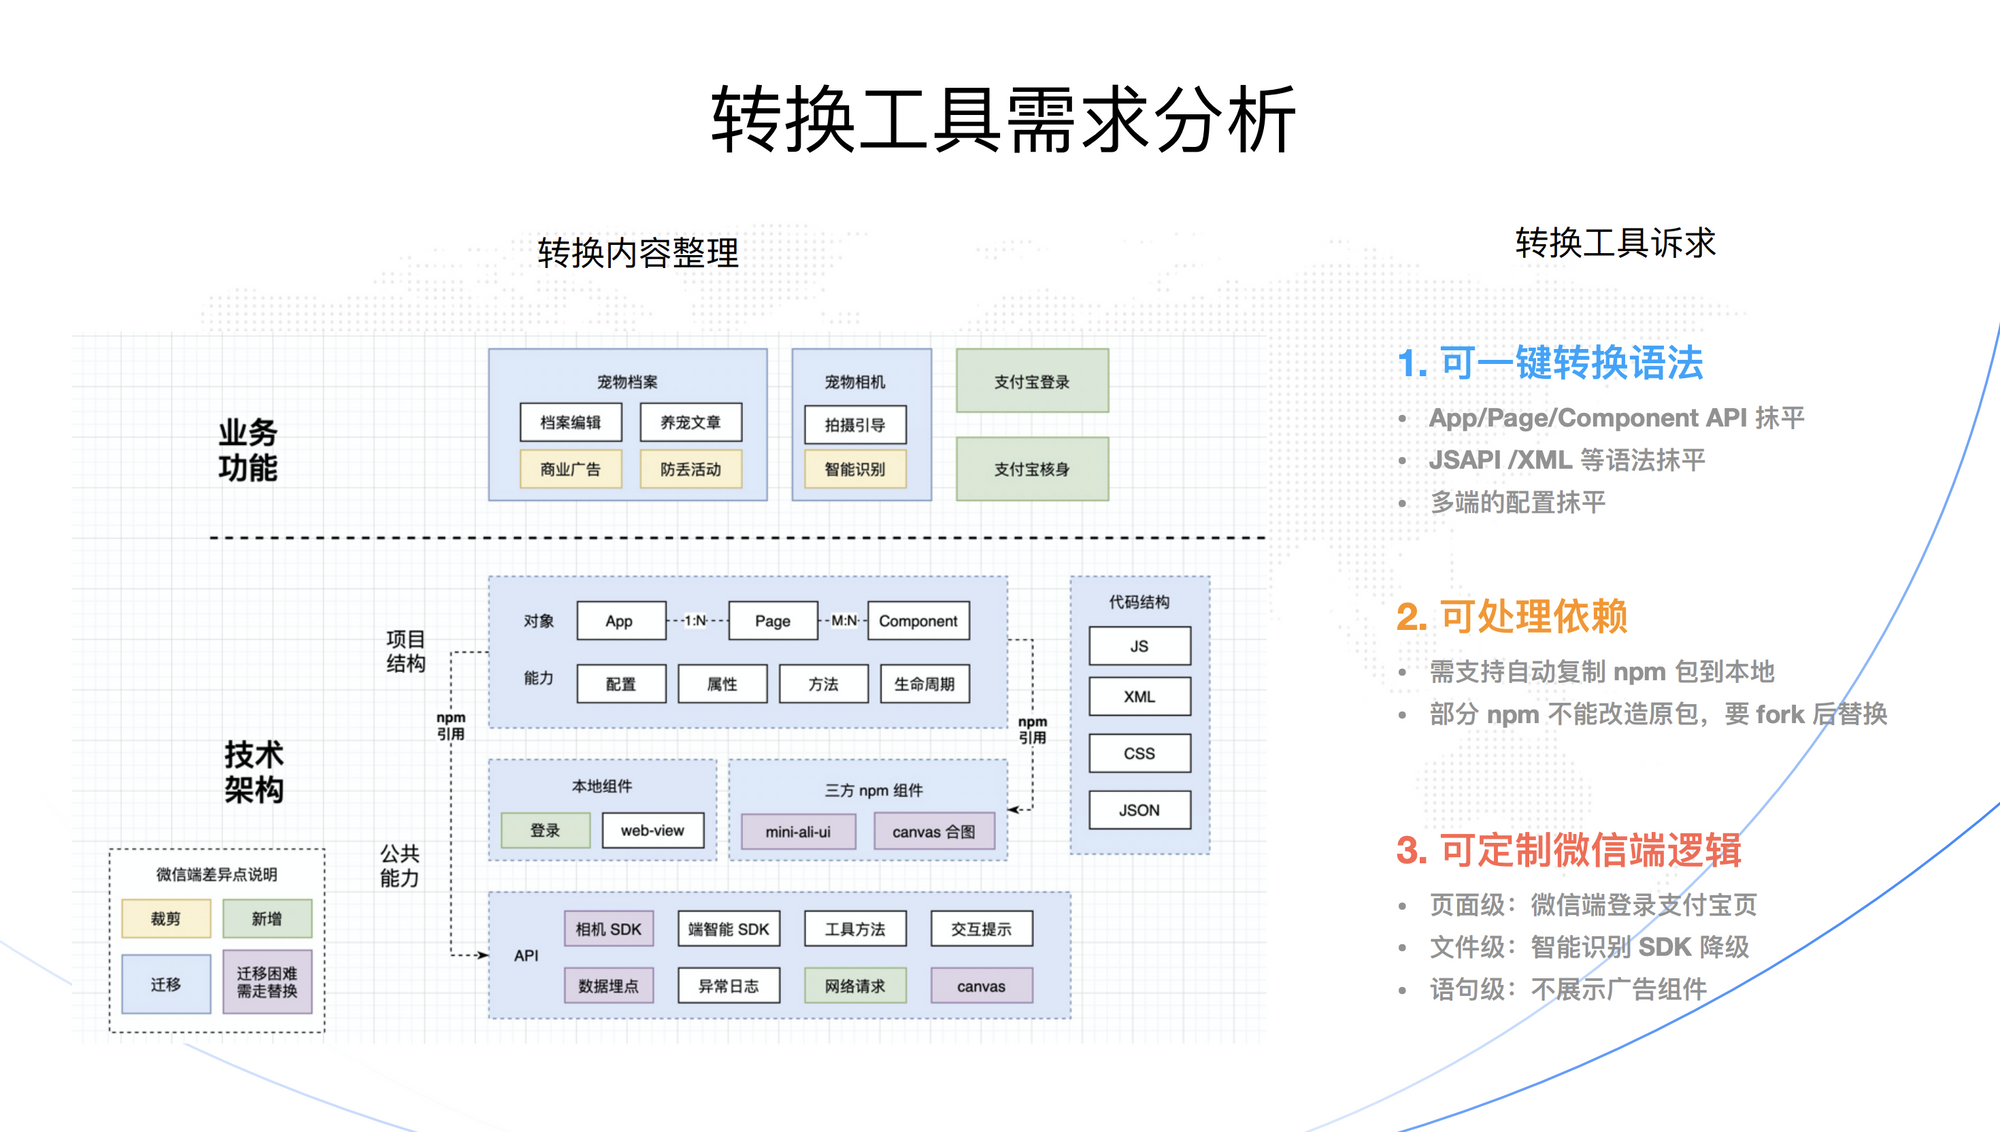 转换工具需求分析
转换内容整理
转换工具诉求
业务
功能
宠物档案
档案编辑
养宠文章
商业广告
防丢活动
宠物相机
拍摄引导
智能识别
支付宝登录
支付宝核身
技术
架构
项目
结构
对象
App
1:N
Page
M:N
Component
能力
配置
属性
方法
生命周期
npm
引用
npm
引用
代码结构
JS
XML
CSS
JSON
本地组件
登录
web-view
三方 npm 组件
mini-ali-ui
canvas 合图
公共
能力
API
相机 SDK
端智能 SDK
工具方法
交互提示
数据埋点
异常日志
网络请求
canvas
微信端差异点说明
裁剪
新增
迁移
迁移困难
需走替换
1. 可一键转换语法
• App/Page/Component API 抹平
• JSAPI /XML 等语法抹平
• 多端的配置抹平
2. 可处理依赖
• 需支持自动复制 npm 包到本地
• 部分 npm 不能改造原包，要 fork 后替换
3. 可定制微信端逻辑
• 页面级：微信端登录支付宝页
• 文件级：智能识别 SDK 降级
• 语句级：不展示广告组件